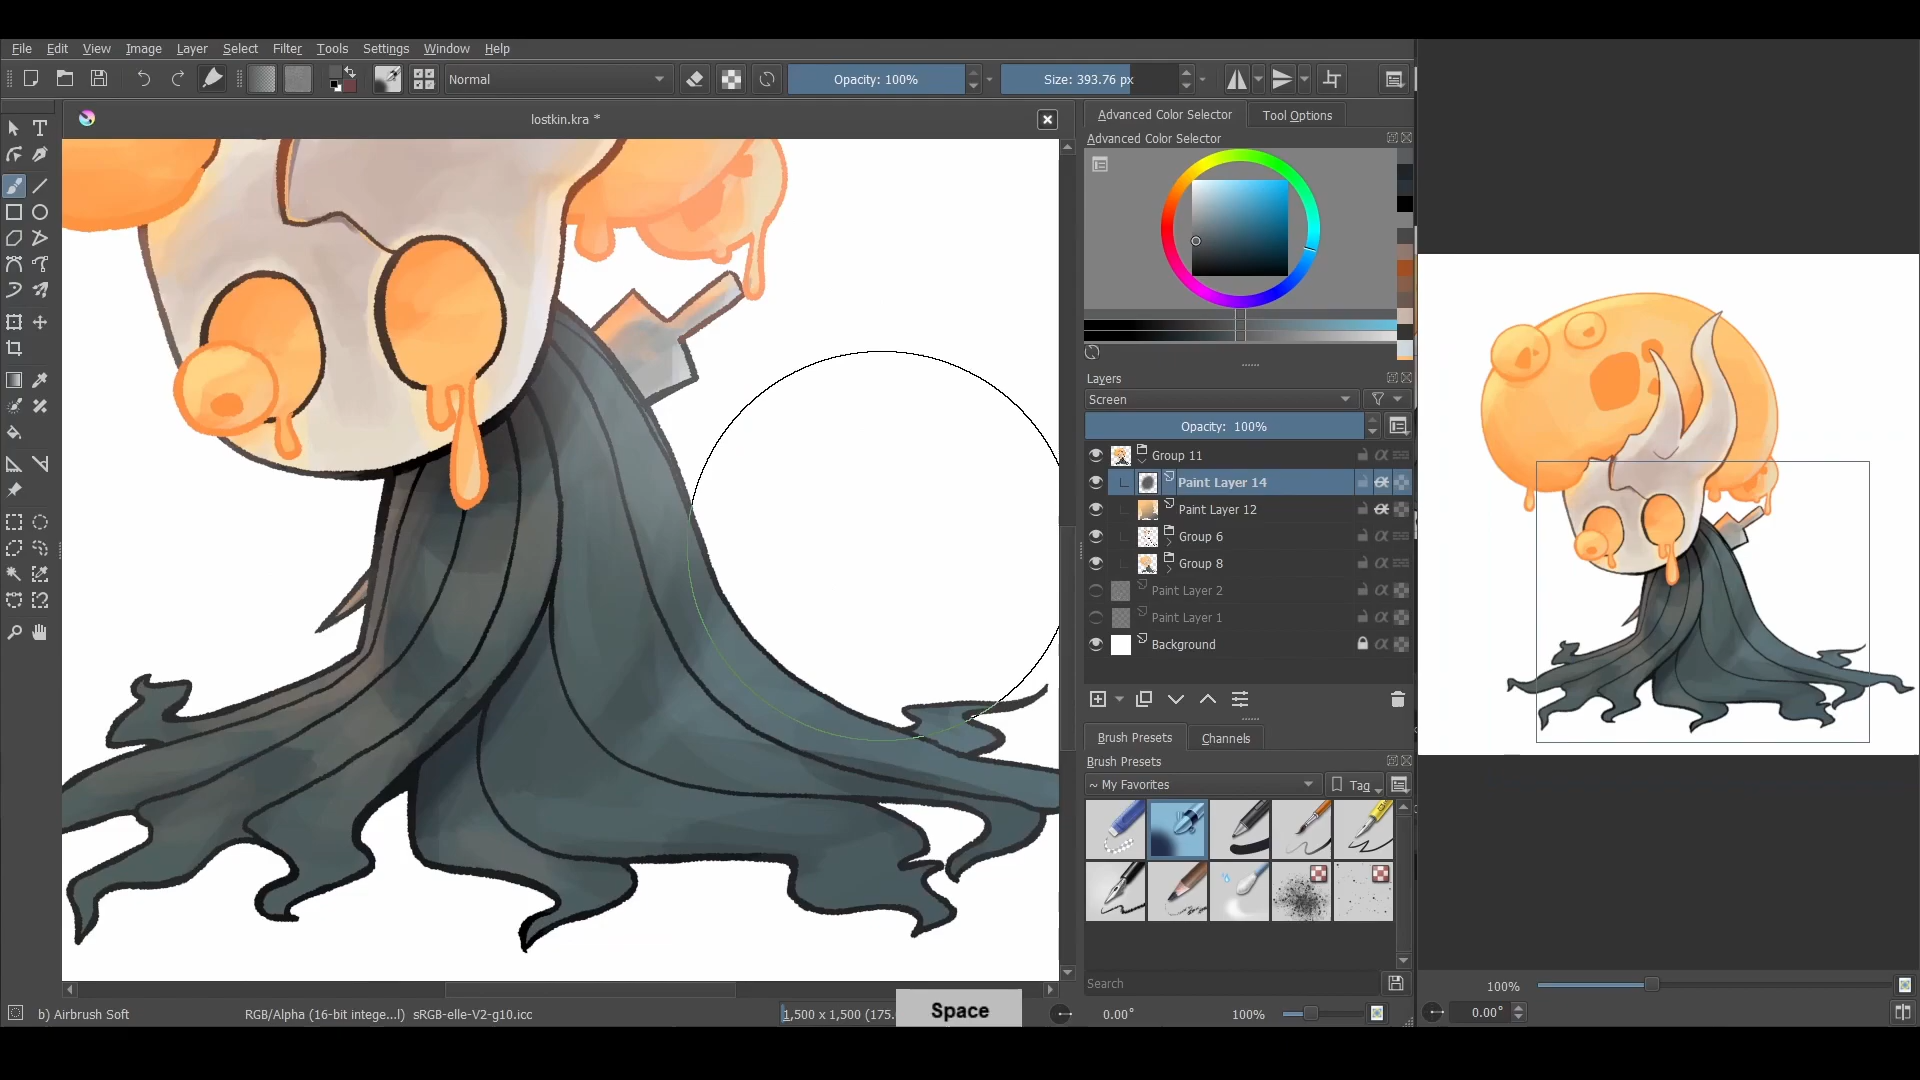 File Edit View Image Layer Select Filter Tools Settings Window Help
Normal
Opacity: 100%
Size: 393.76 px
lostkin.kra *
Advanced Color Selector
Tool Options
Advanced Color Selector
Layers
Screen
Opacity: 100%
Group 11
Paint Layer 14
Paint Layer 12
Group 6
Group 8
Paint Layer 2
Paint Layer 1
Background
Brush Presets
Channels
Brush Presets
~ My Favorites
Tag
Search
100%
b) Airbrush Soft
RGB/Alpha (16-bit intege...l) sRGB-elle-V2-g10.icc
1,500 x 1,500 (175.
Space
0.00°
100%
0.00°